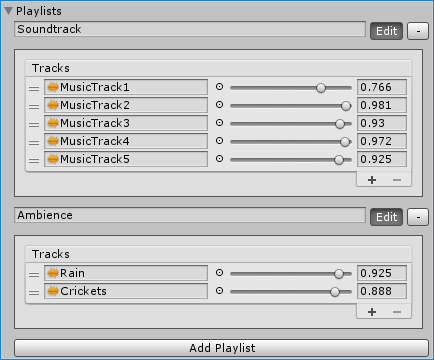 Playlists
Soundtrack Edit -
Tracks
MusicTrack1 0.766
MusicTrack2 0.981
MusicTrack3 0.93
MusicTrack4 0.972
MusicTrack5 0.925
+ −
Ambience Edit -
Tracks
Rain 0.925
Crickets 0.888
+ −
Add Playlist